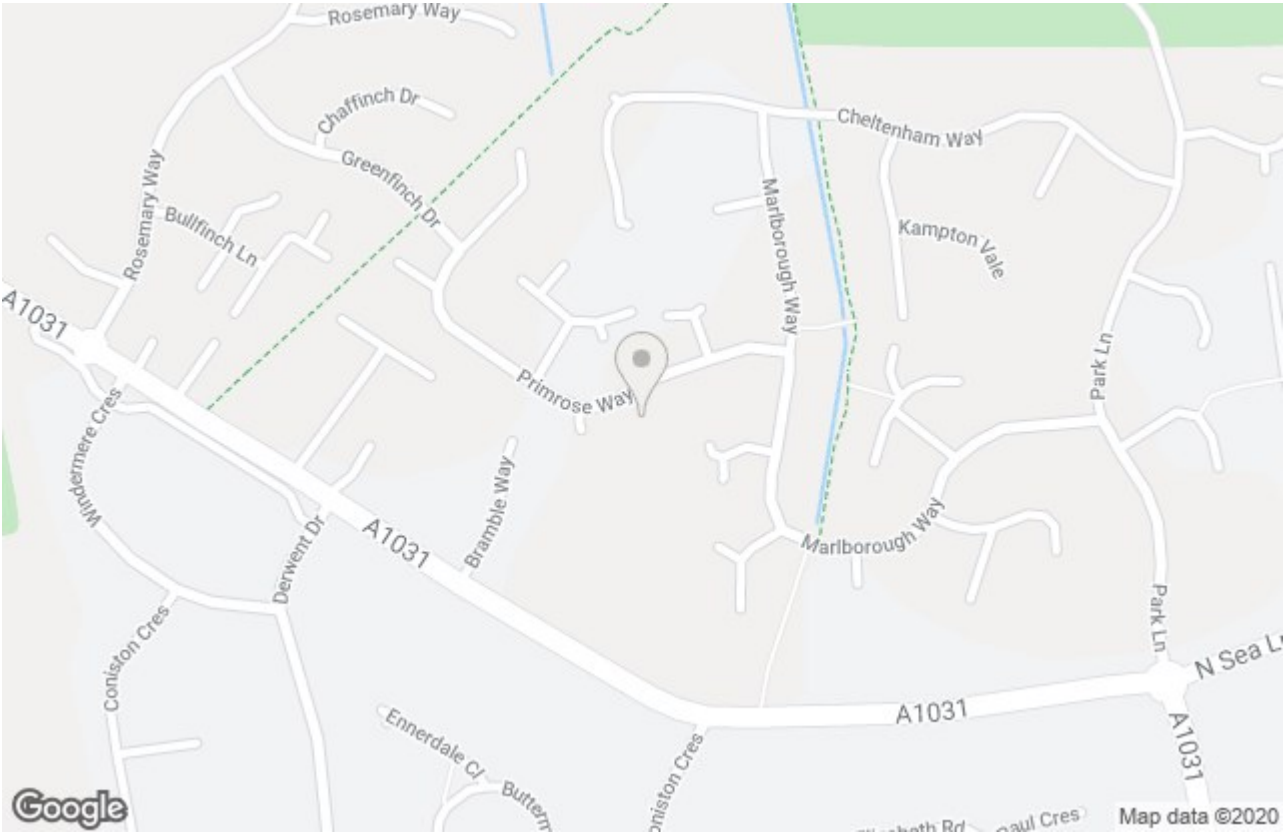 Rosemary Way
Chaffinch Dr
Greenfinch Dr
Cheltenham Way
Rosemary Way
Bullfinch Ln
Marlborough Way
Kampton Vale
A1031
Park Ln
Primrose Way
Windermere Cres
Bramble Way
Derwent Dr
A1031
Marlborough Way
Park Ln
Coniston Cres
N Sea
A1031
A1031
Ennerdale Cl
Butterm
oniston Cres
Google
Map data ©2020